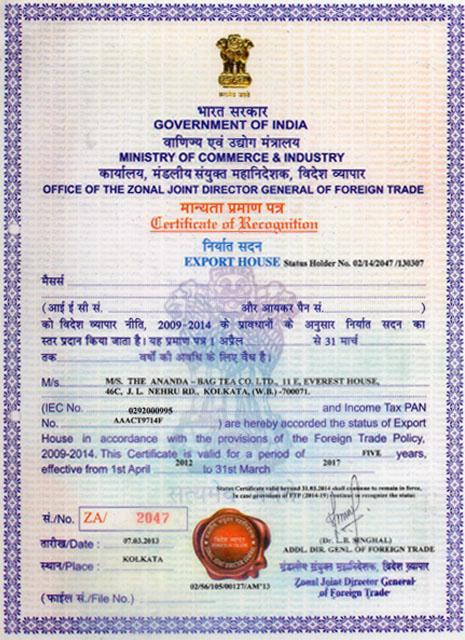 भारत सरकार
GOVERNMENT OF INDIA
वाणिज्य एवं उद्योग मंत्रालय
MINISTRY OF COMMERCE & INDUSTRY
कार्यालय, मंडलीय संयुक्त महानिदेशक, विदेश व्यापार
OFFICE OF THE ZONAL JOINT DIRECTOR GENERAL OF FOREIGN TRADE
मान्यता प्रमाण पत्र
Certificate of Recognition
निर्यात सदन
EXPORT HOUSE Status Holder No. 02/14/2047 /130307
मैसर्स
(आई ई सी सं. और आयकर पैन सं. )
को विदेश व्यापार नीति, 2009-2014 के प्रावधानों के अनुसार निर्यात सदन का
स्तर प्रदान किया जाता है। यह प्रमाण पत्र 1 अप्रैल से 31 मार्च
तक वर्षों की अवधि के लिए वैध है।
M/s. M/S. THE ANANDA – BAG TEA CO. LTD., 11 E, EVEREST HOUSE,
46C, J. L. NEHRU RD., KOLKATA, (W.B.) -700071.
(IEC No. 0292000995 and Income Tax PAN
No. AAACT9714F ) are hereby accorded the status of Export
House in accordance with the provisions of the Foreign Trade Policy,
2009-2014. This Certificate is valid for a period of FIVE years,
effective from 1st April 2012 to 31st March 2017
Status Certificate valid beyond 31.03.2014 shall continue to remain in force,
in case provisions of FTP (2014-19) continue to recognize the status
सं./No. ZA/ 2047
तारीख/Date : 07.03.2013
(Dr. L.B. SINGHAL)
ADDL. DIR. GENL. OF FOREIGN TRADE
स्थान/Place : KOLKATA
मंडलीय संयुक्त महानिदेशक, विदेश व्यापार
Zonal Joint Director General
of Foreign Trade
02/S6/105/00127/AM'13
(फाईल सं./File No.)